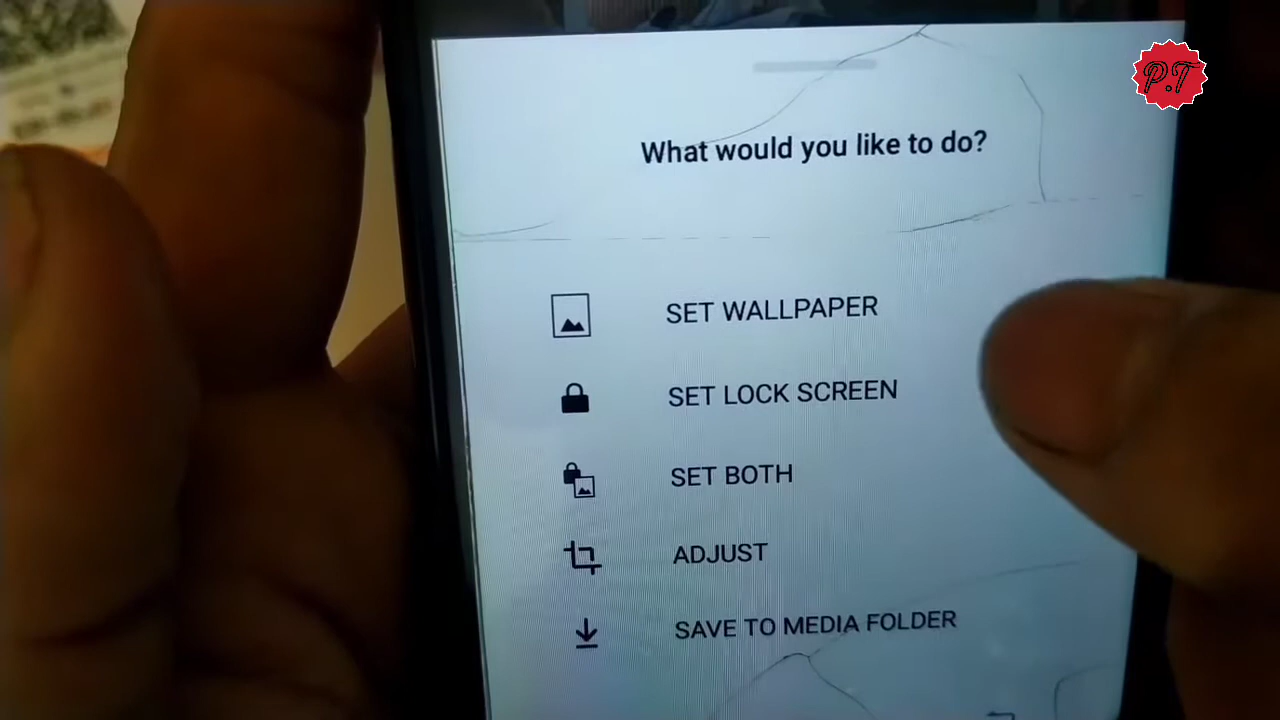 P.T
What would you like to do?
SET WALLPAPER
SET LOCK SCREEN
SET BOTH
ADJUST
SAVE TO MEDIA FOLDER